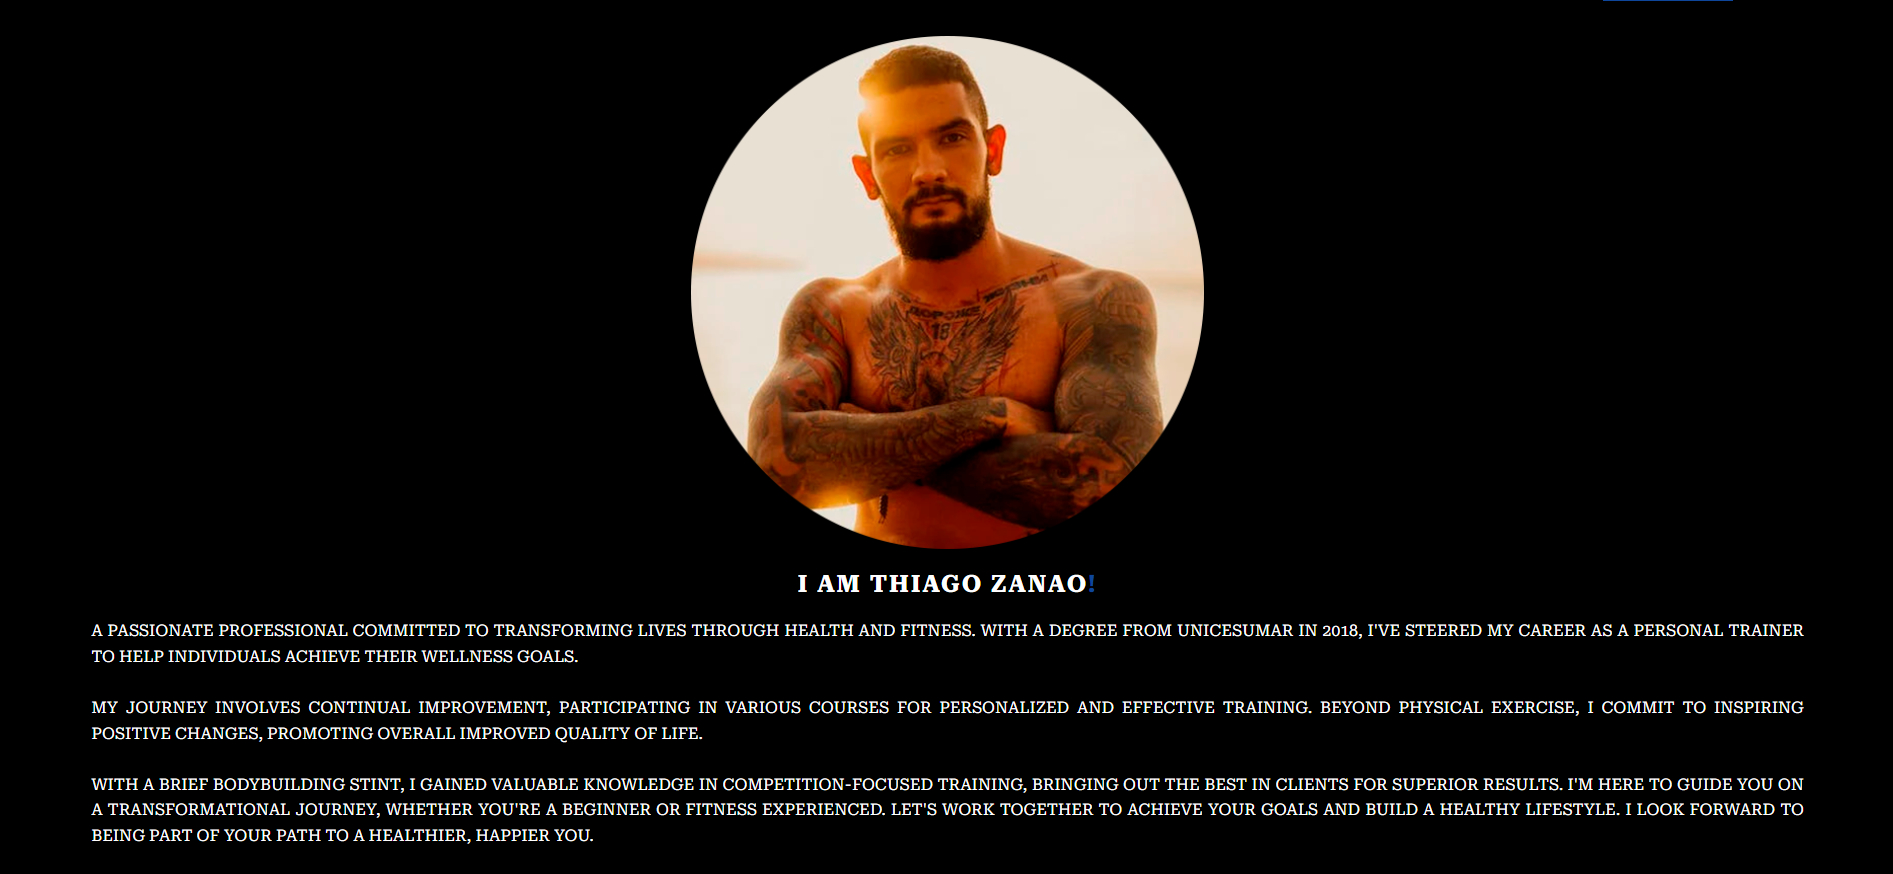 18
I AM THIAGO ZANAO!
A PASSIONATE PROFESSIONAL COMMITTED TO TRANSFORMING LIVES THROUGH HEALTH AND FITNESS. WITH A DEGREE FROM UNICESUMAR IN 2018, I'VE STEERED MY CAREER AS A PERSONAL TRAINER
TO HELP INDIVIDUALS ACHIEVE THEIR WELLNESS GOALS.
MY JOURNEY INVOLVES CONTINUAL IMPROVEMENT, PARTICIPATING IN VARIOUS COURSES FOR PERSONALIZED AND EFFECTIVE TRAINING. BEYOND PHYSICAL EXERCISE, I COMMIT TO INSPIRING
POSITIVE CHANGES, PROMOTING OVERALL IMPROVED QUALITY OF LIFE.
WITH A BRIEF BODYBUILDING STINT, I GAINED VALUABLE KNOWLEDGE IN COMPETITION-FOCUSED TRAINING, BRINGING OUT THE BEST IN CLIENTS FOR SUPERIOR RESULTS. I'M HERE TO GUIDE YOU ON
A TRANSFORMATIONAL JOURNEY, WHETHER YOU'RE A BEGINNER OR FITNESS EXPERIENCED. LET'S WORK TOGETHER TO ACHIEVE YOUR GOALS AND BUILD A HEALTHY LIFESTYLE. I LOOK FORWARD TO
BEING PART OF YOUR PATH TO A HEALTHIER, HAPPIER YOU.